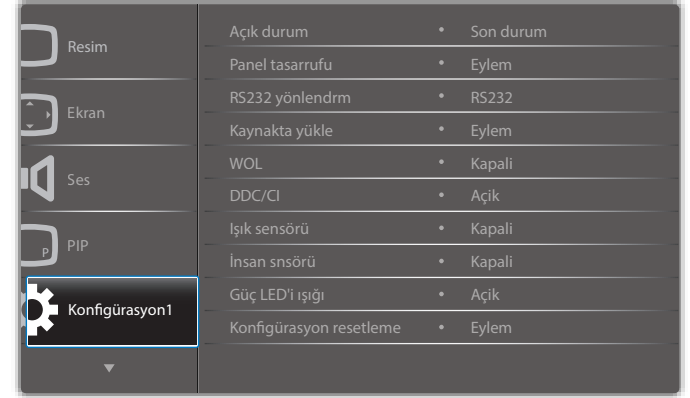 Resim
Ekran
Ses
P
PIP
Konfigürasyon1
Açık durum • Son durum
Panel tasarrufu • Eylem
RS232 yönlendrm • RS232
Kaynakta yükle • Eylem
WOL • Kapali
DDC/CI • Açik
Işık sensörü • Kapali
İnsan snsörü • Kapali
Güç LED'i ışığı • Açik
Konfigürasyon resetleme • Eylem